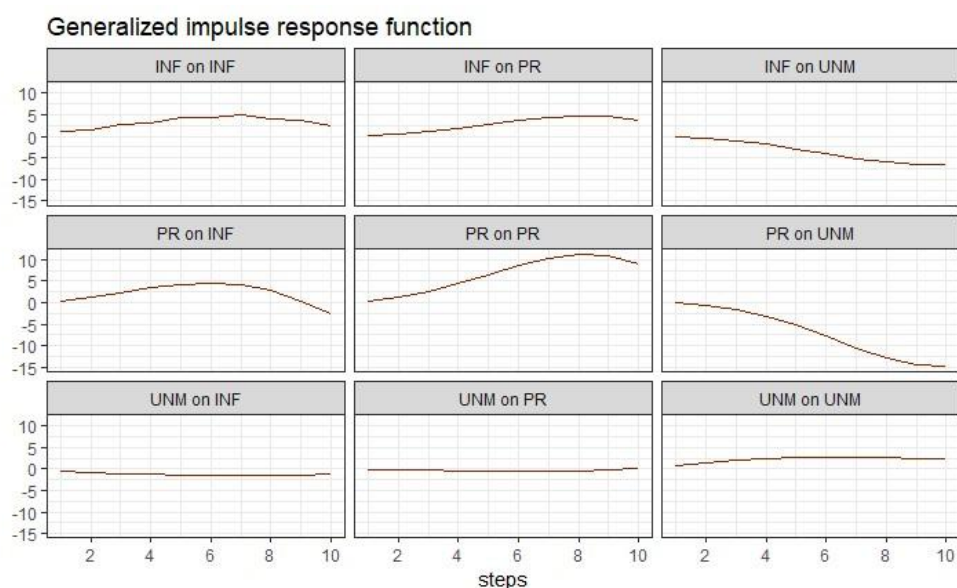 Generalized impulse response function
INF on INF
INF on PR
INF on UNM
10
5
0
-5
-10
-15
PR on INF
PR on PR
PR on UNM
10
5
0
-5
-10
-15
UNM on INF
UNM on PR
UNM on UNM
10
5
0
-5
-10
-15
2 4 6 8 10
2 4 6 8 10
2 4 6 8 10
steps